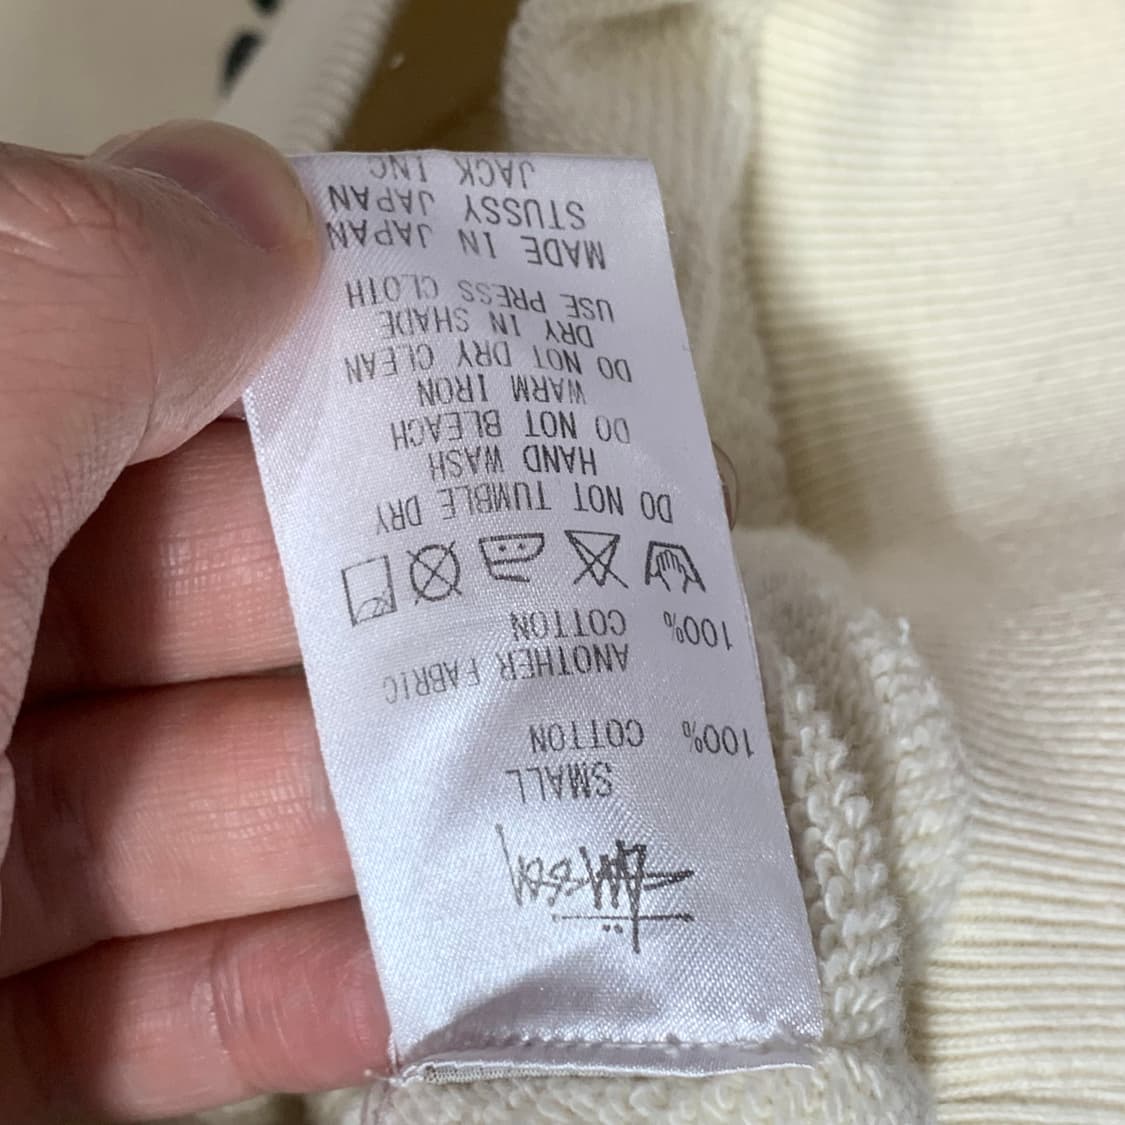 Stüssy
SMALL
100% COTTON
ANOTHER FABRIC
100% COTTON
DO NOT TUMBLE DRY
HAND WASH
DO NOT BLEACH
WARM IRON
DO NOT DRY CLEAN
DRY IN SHADE
USE PRESS CLOTH
MADE IN JAPAN
STUSSY JAPAN
JACK INC